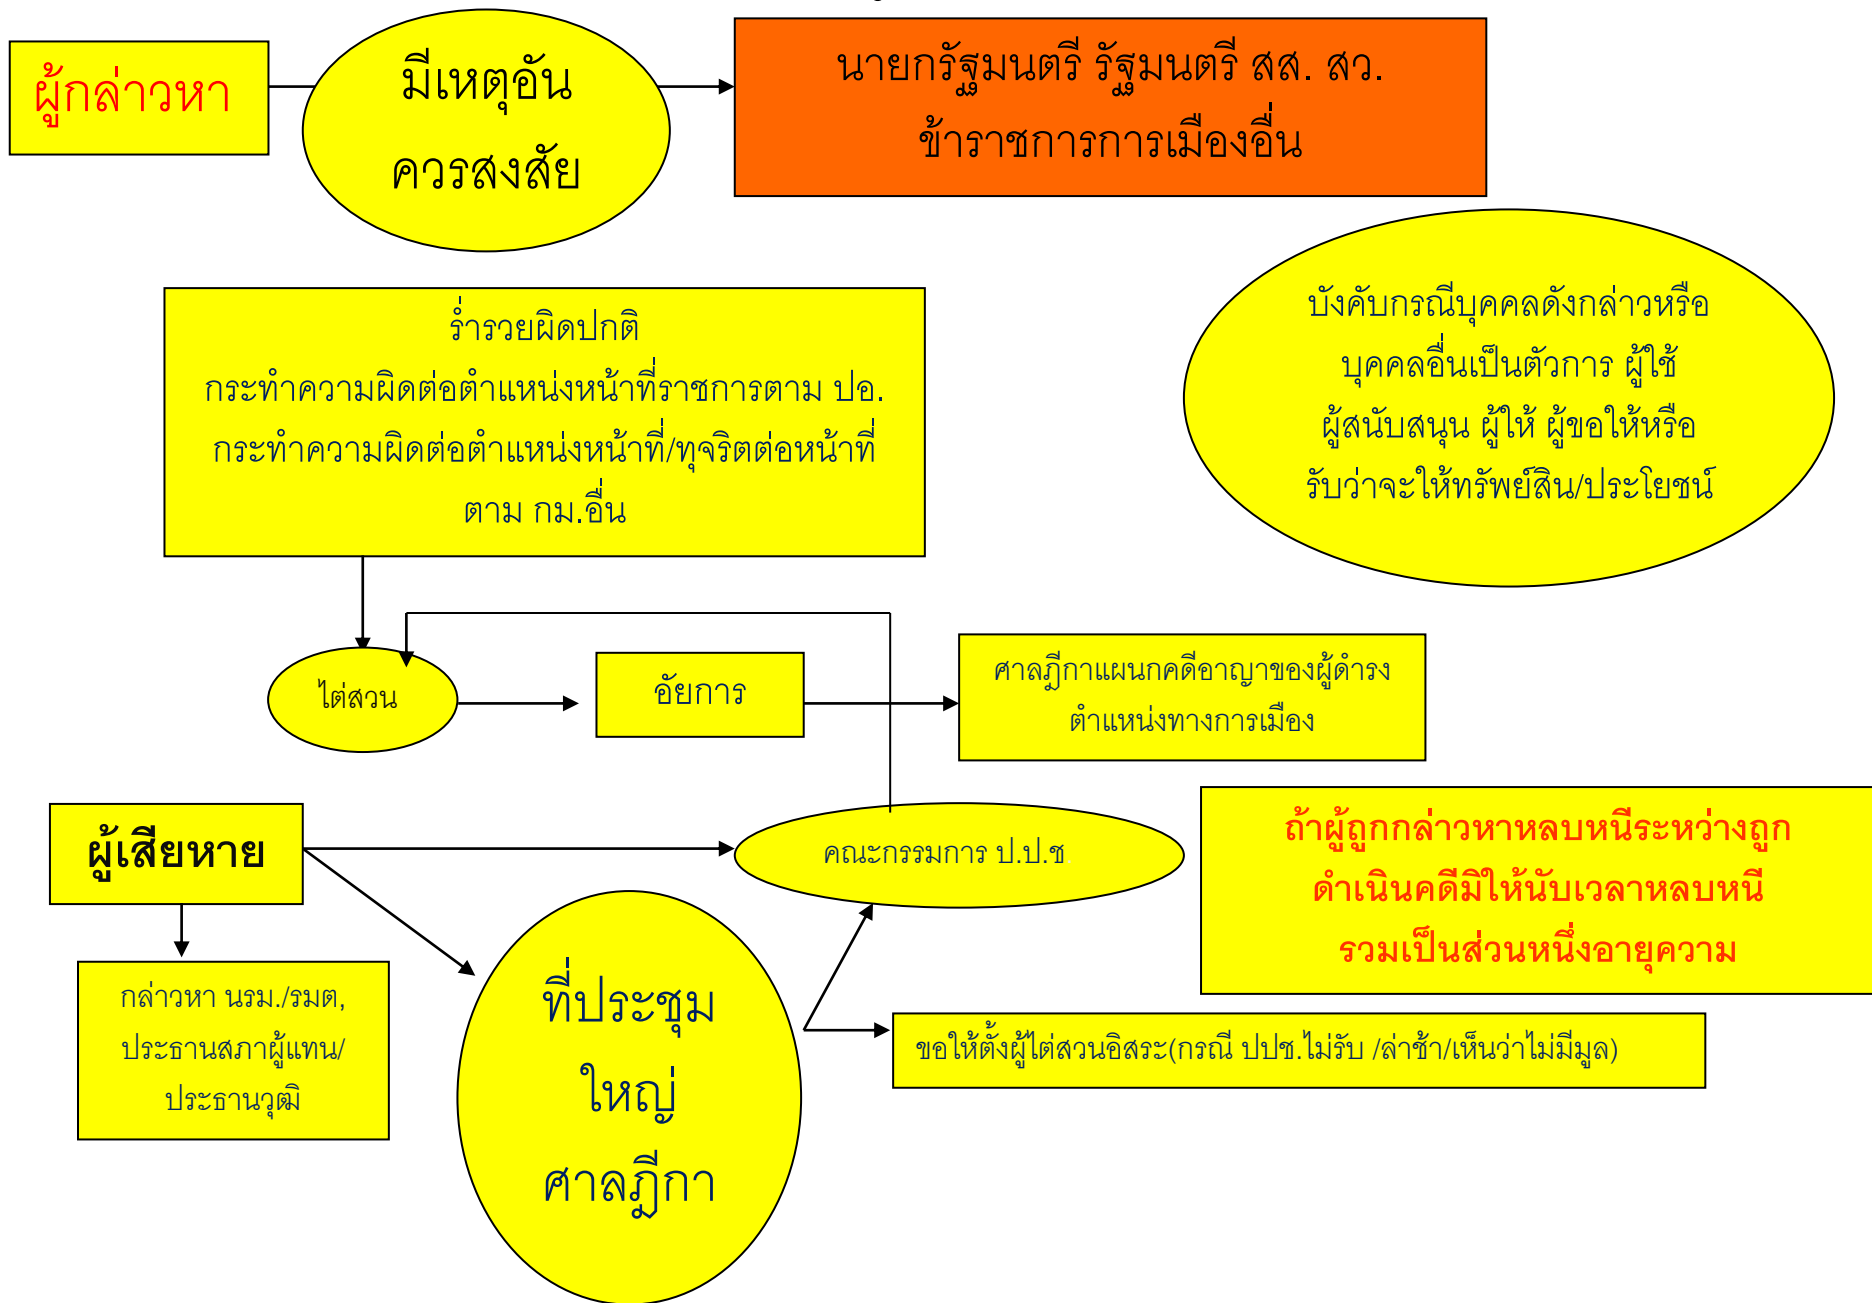 ผู้กล่าวหา
มีเหตุอัน
ควรสงสัย
นายกรัฐมนตรี รัฐมนตรี สส. สว.
ข้าราชการการเมืองอื่น
ร่ำรวยผิดปกติ
กระทำความผิดต่อตำแหน่งหน้าที่ราชการตาม ปอ.
กระทำความผิดต่อตำแหน่งหน้าที่/ทุจริตต่อหน้าที่
ตาม กม.อื่น
บังคับกรณีบุคคลดังกล่าวหรือ
บุคคลอื่นเป็นตัวการ ผู้ใช้
ผู้สนับสนุน ผู้ให้ ผู้ขอให้หรือ
รับว่าจะให้ทรัพย์สิน/ประโยชน์
ไต่สวน
อัยการ
ศาลฎีกาแผนกคดีอาญาของผู้ดำรง
ตำแหน่งทางการเมือง
ผู้เสียหาย
คณะกรรมการ ป.ป.ช.
ถ้าผู้ถูกกล่าวหาหลบหนีระหว่างถูก
ดำเนินคดีมิให้นับเวลาหลบหนี
รวมเป็นส่วนหนึ่งอายุความ
กล่าวหา นรม./รมต,
ประธานสภาผู้แทน/
ประธานวุฒิ
ที่ประชุม
ใหญ่
ศาลฎีกา
ขอให้ตั้งผู้ไต่สวนอิสระ(กรณี ปปช.ไม่รับ /ล่าช้า/เห็นว่าไม่มีมูล)